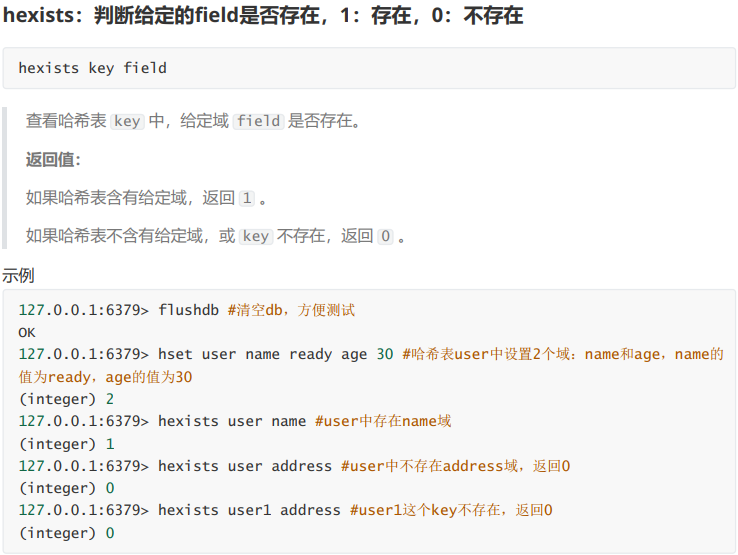 hexists：判断给定的field是否存在，1：存在，0：不存在
hexists key field
查看哈希表 key 中，给定域 field 是否存在。
返回值：
如果哈希表含有给定域，返回 1 。
如果哈希表不含有给定域，或 key 不存在，返回 0 。
示例
127.0.0.1:6379> flushdb #清空db，方便测试
OK
127.0.0.1:6379> hset user name ready age 30 #哈希表user中设置2个域：name和age，name的
值为ready，age的值为30
(integer) 2
127.0.0.1:6379> hexists user name #user中存在name域
(integer) 1
127.0.0.1:6379> hexists user address #user中不存在address域，返回0
(integer) 0
127.0.0.1:6379> hexists user1 address #user1这个key不存在，返回0
(integer) 0